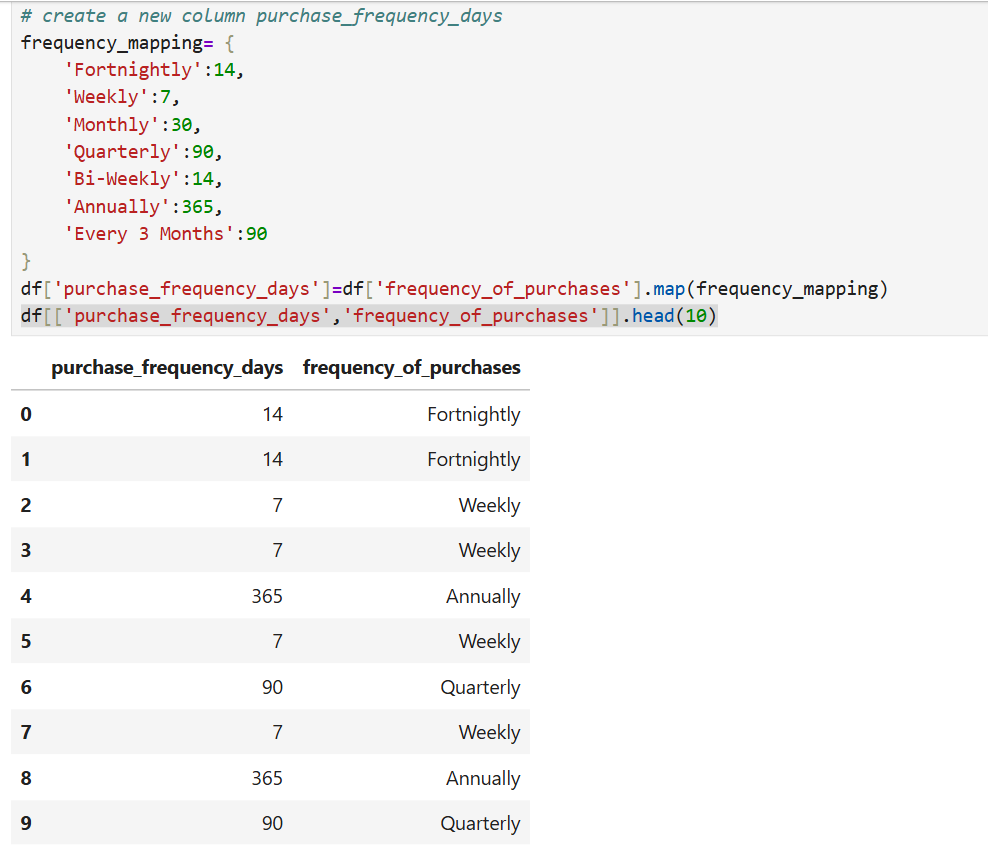 # create a new column purchase_frequency_days
frequency_mapping= {
    'Fortnightly':14,
    'Weekly':7,
    'Monthly':30,
    'Quarterly':90,
    'Bi-Weekly':14,
    'Annually':365,
    'Every 3 Months':90
}
df['purchase_frequency_days']=df['frequency_of_purchases'].map(frequency_mapping)
df[['purchase_frequency_days','frequency_of_purchases']].head(10)
purchase_frequency_days frequency_of_purchases
0 14 Fortnightly
1 14 Fortnightly
2 7 Weekly
3 7 Weekly
4 365 Annually
5 7 Weekly
6 90 Quarterly
7 7 Weekly
8 365 Annually
9 90 Quarterly